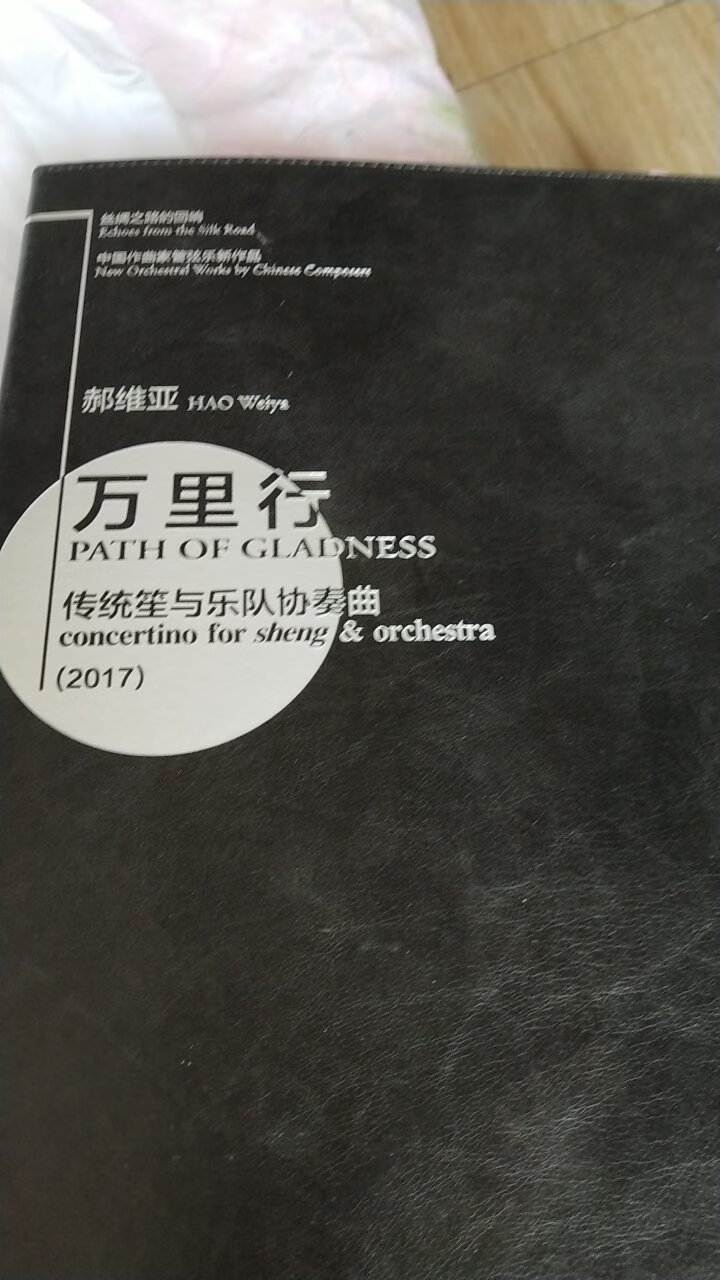 丝绸之路的回响
Echoes from the Silk Road
中国作曲家管弦乐新作品
New Orchestral Works by Chinese Composers
郝维亚 HAO Weiya
万里行
PATH OF GLADNESS
传统笙与乐队协奏曲
concertino for sheng & orchestra
(2017)